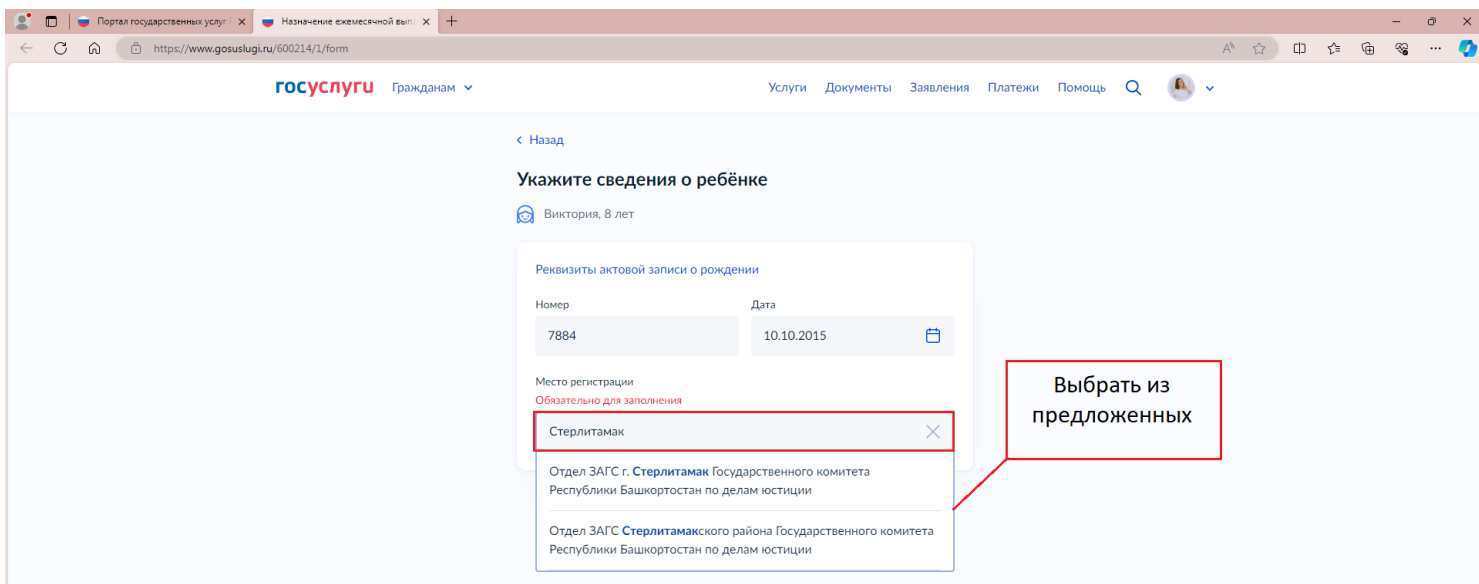 Портал государственных услуг
Назначение ежемесячной вып
https://www.gosuslugi.ru/600214/1/form
госуслуги Гражданам
Услуги Документы Заявления Платежи Помощь
Назад
Укажите сведения о ребёнке
Виктория, 8 лет
Реквизиты актовой записи о рождении
Номер Дата
7884 10.10.2015
Место регистрации
Обязательно для заполнения
Стерлитамак
Отдел ЗАГС г. Стерлитамак Государственного комитета
Республики Башкортостан по делам юстиции
Отдел ЗАГС Стерлитамакского района Государственного комитета
Республики Башкортостан по делам юстиции
Выбрать из
предложенных